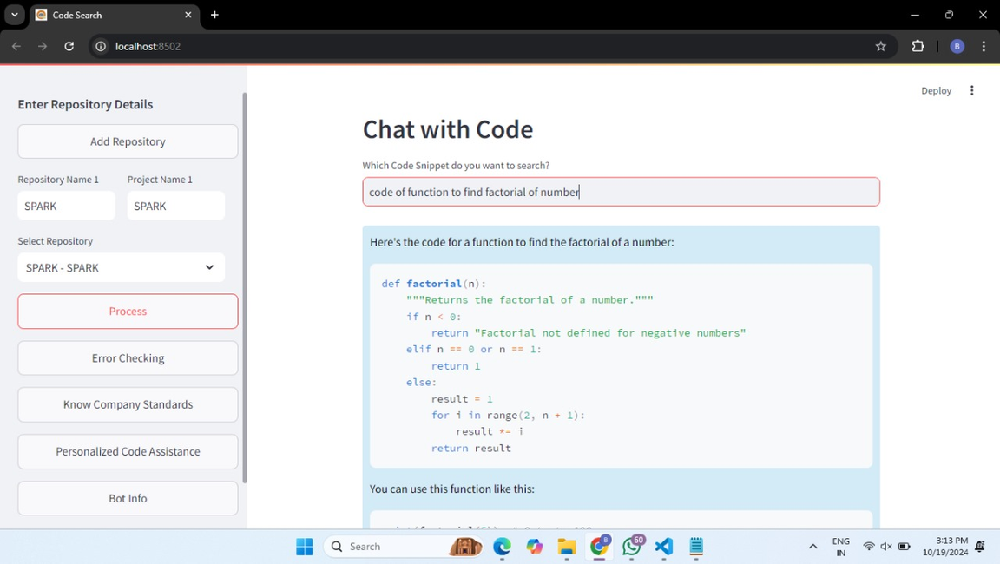 Code Search
localhost:8502
B
Deploy
Enter Repository Details
Add Repository
Repository Name 1 Project Name 1
SPARK SPARK
Select Repository
SPARK - SPARK
Process
Error Checking
Know Company Standards
Personalized Code Assistance
Bot Info
Chat with Code
Which Code Snippet do you want to search?
code of function to find factorial of number
Here's the code for a function to find the factorial of a number:
def factorial(n):
"""Returns the factorial of a number."""
if n < 0:
return "Factorial not defined for negative numbers"
elif n == 0 or n == 1:
return 1
else:
result = 1
for i in range(2, n + 1):
result *= i
return result
You can use this function like this:
Search
B
60
ENG
IN
3:13 PM
10/19/2024